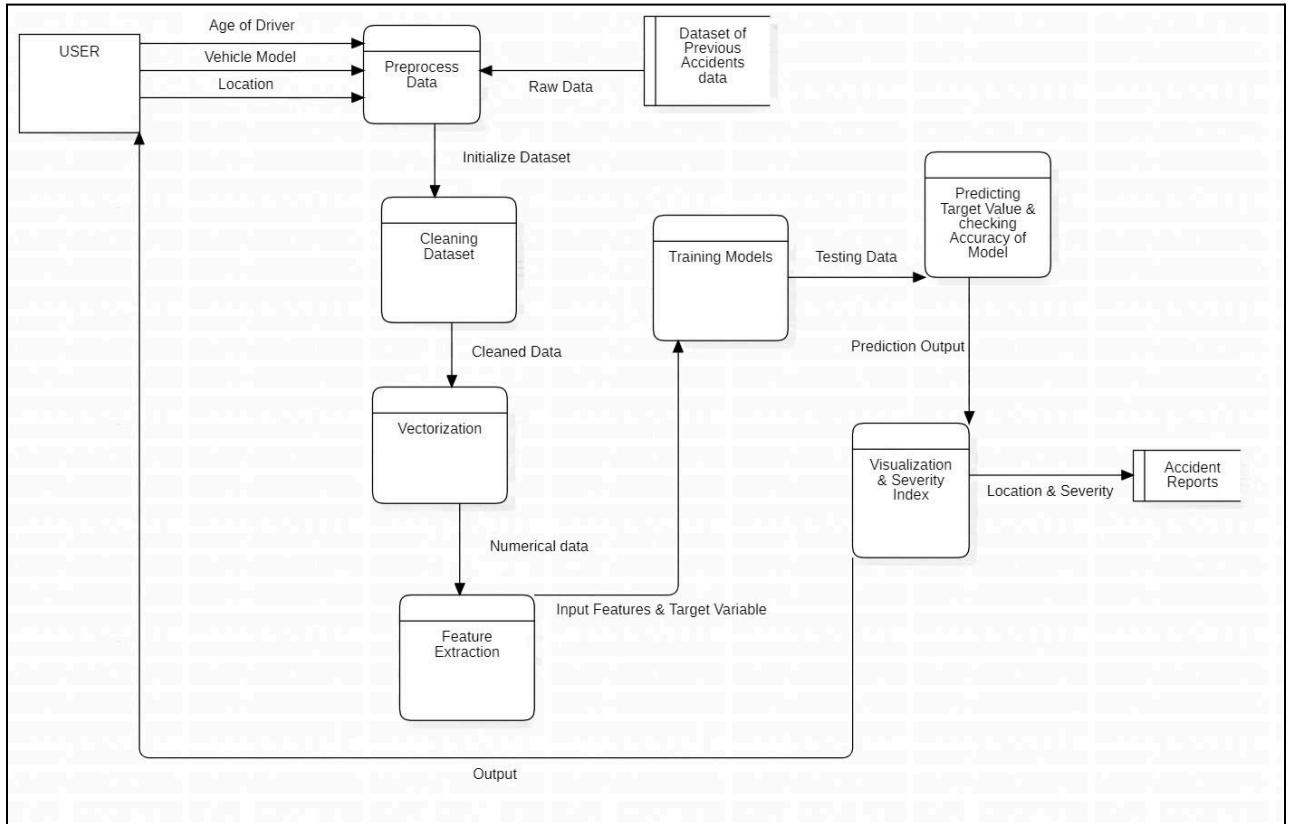 Age of Driver
USER
Vehicle Model
Location
Preprocess
Data
Raw Data
Dataset of
Previous
Accidents
data
Initialize Dataset
Cleaning
Dataset
Cleaned Data
Vectorization
Numerical data
Feature
Extraction
Input Features & Target Variable
Training Models
Testing Data
Predicting
Target Value &
checking
Accuracy of
Model
Prediction Output
Visualization
& Severity
Index
Location & Severity
Accident
Reports
Output